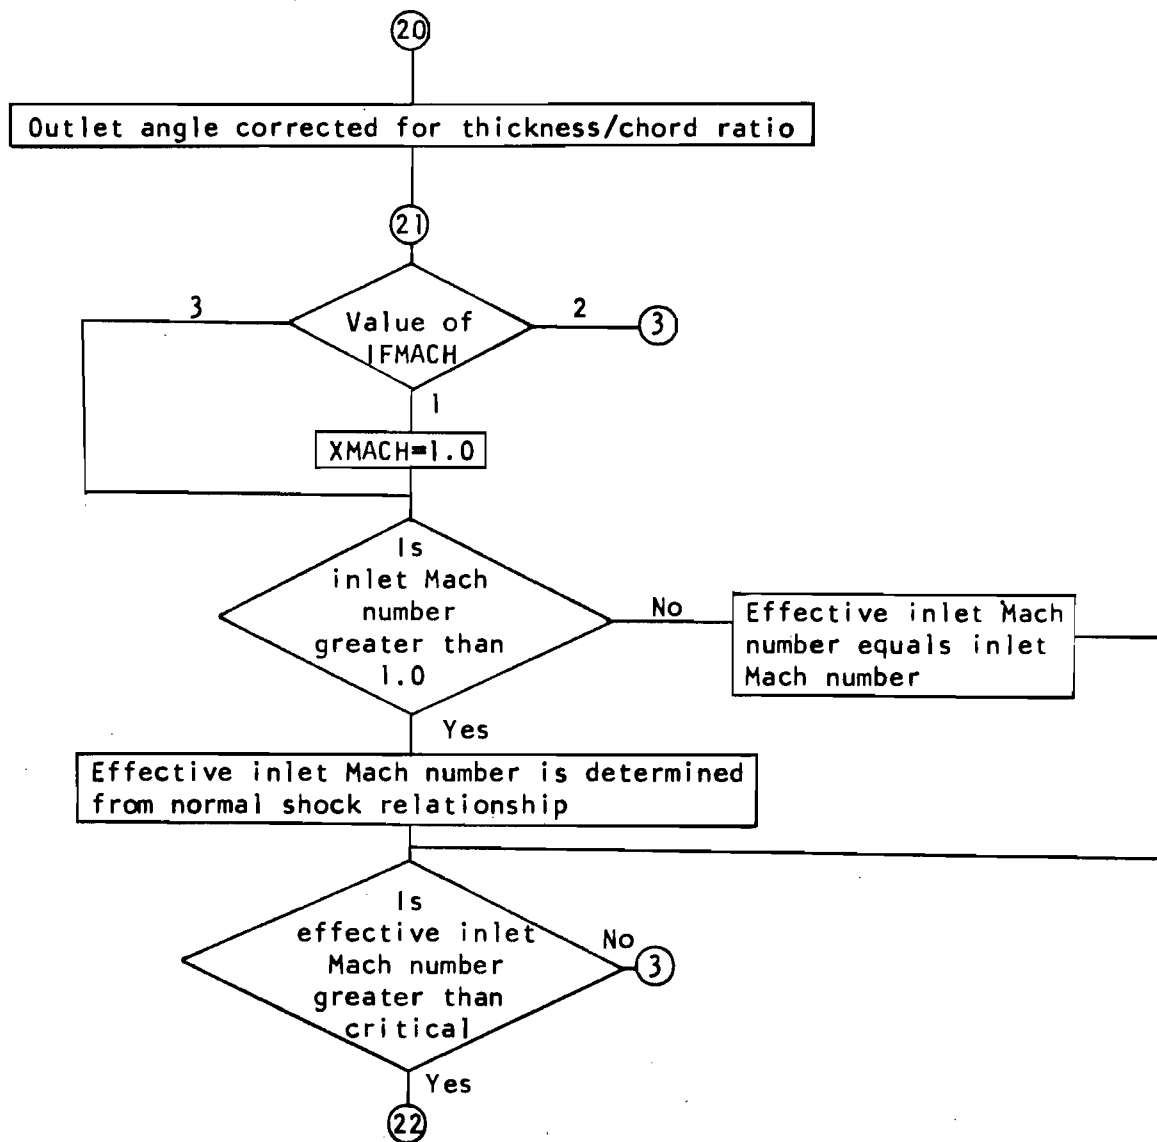 20
Outlet angle corrected for thickness/chord ratio
21
3
2
Value of
IFMACH
3
1
XMACH=1.0
Is
inlet Mach
number
greater than
1.0
No
Effective inlet Mach
number equals inlet
Mach number
Yes
Effective inlet Mach number is determined
from normal shock relationship
Is
effective inlet
Mach number
greater than
critical
No
3
Yes
22